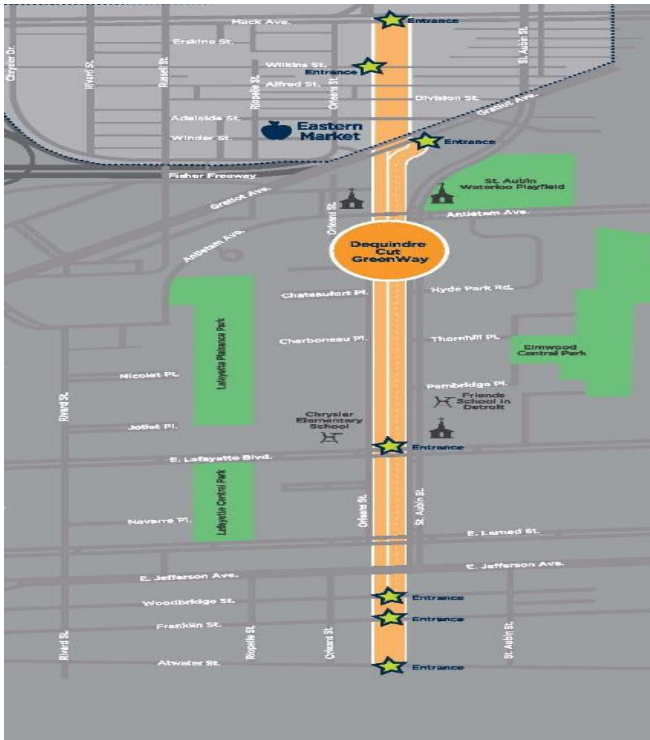 Mack Ave.
Entrance
Chrysler Dr.
Rivard St.
Russell St.
Erskine St.
St. Aubin St.
Wilkins St.
Entrance
Riopelle St.
Alfred St.
Orleans St.
Division St.
Gratiot Ave.
Adelaide St.
Eastern
Market
Winder St.
Entrance
Fisher Freeway
Gratiot Ave.
St. Aubin
Waterloo Playfield
Orleans St.
Antietam Ave.
Antietam Ave.
Dequindre
Cut
GreenWay
Chateaufort Pl.
Hyde Park Rd.
Lafayette Plaisance Park
Cherboneau Pl.
Thornhill Pl.
Elmwood
Central Park
Nicolet Pl.
Pembridge Pl.
Rivard St.
Friends
School in
Detroit
Chrysler
Elementary
School
Joliet Pl.
Entrance
E. Lafayette Blvd.
Lafayette Central Park
Orleans St.
St. Aubin St.
Navarre Pl.
E. Larned St.
E. Jefferson Ave.
E. Jefferson Ave.
Woodbridge St.
Entrance
Franklin St.
Entrance
Rivard St.
Riopelle St.
Orleans St.
St. Aubin St.
Atwater St.
Entrance